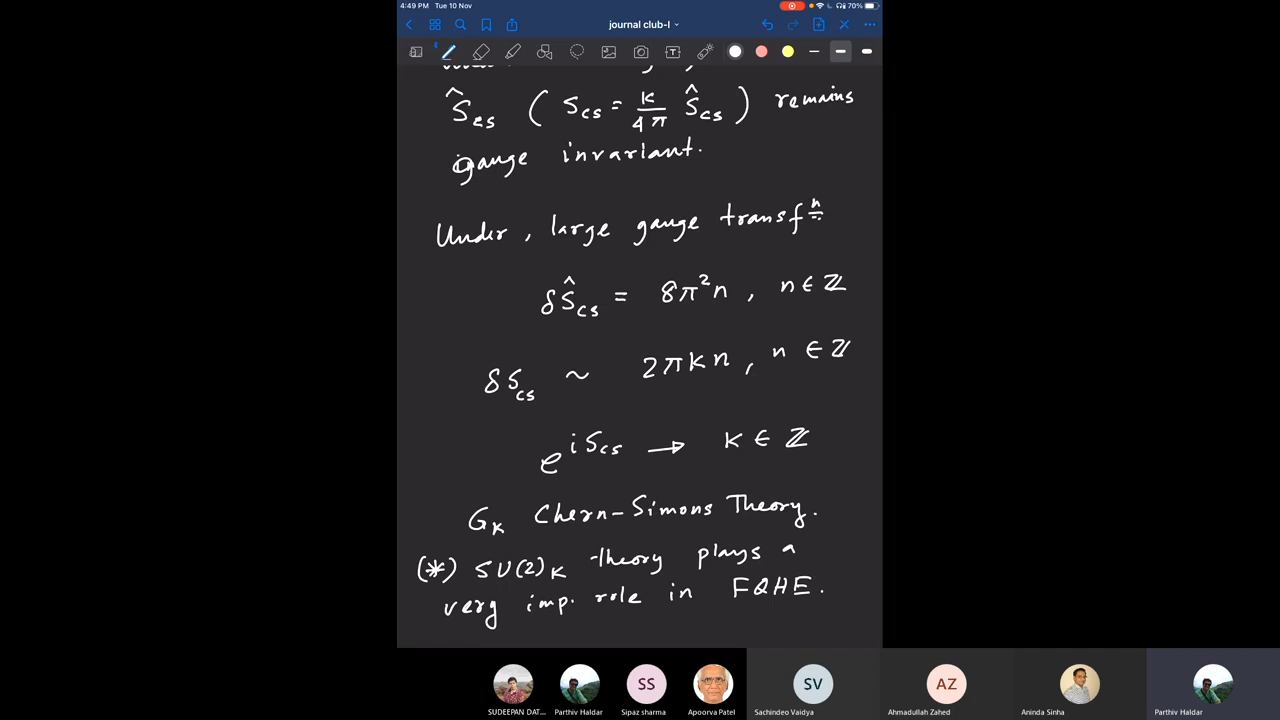 4:49 PM Tue 10 Nov
70%
journal club-I
Ŝcs ( Scs = k/4π Ŝcs ) remains
gauge invariant.
Under, large gauge transfⁿ
δŜcs = 8π²n, n ∈ ℤ
δScs ~ 2πkn, n ∈ ℤ
e^{iScs} → k ∈ ℤ
G_K Chern-Simons Theory.
(*) SU(2)_K -theory plays a
very imp. role in FQHE.
SS
SV
AZ
SUDEEPAN DAT...
Parthiv Haldar
Sipaz sharma
Apoorva Patel
Sachindeo Vaidya
Ahmadullah Zahed
Aninda Sinha
Parthiv Haldar